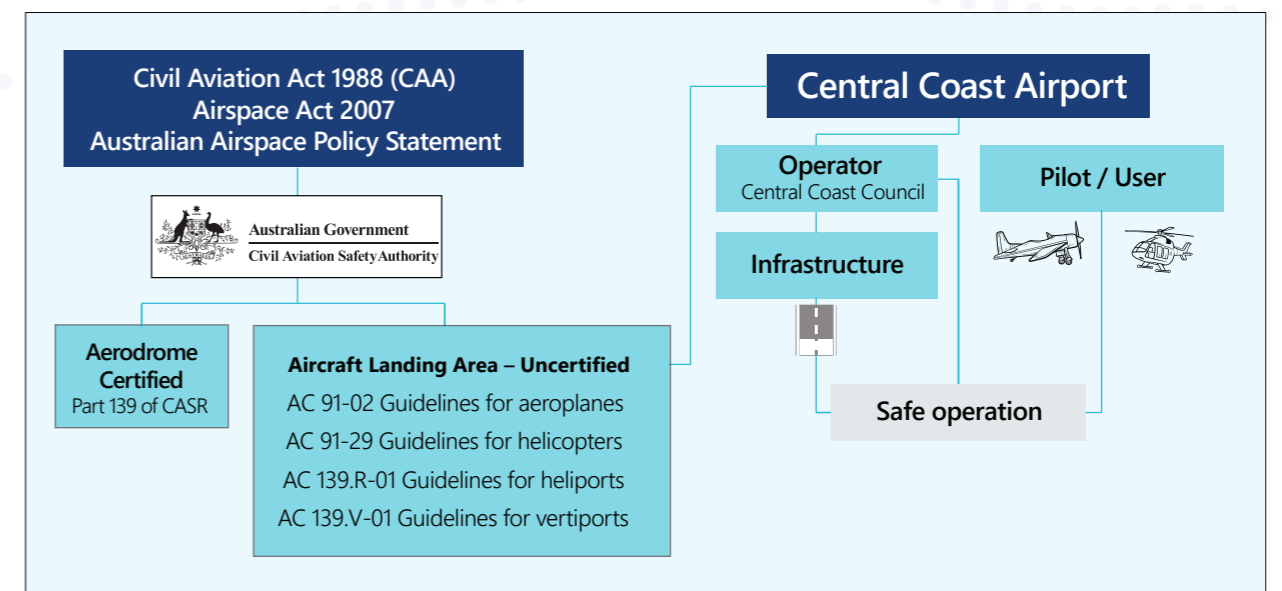 Civil Aviation Act 1988 (CAA)
Airspace Act 2007
Australian Airspace Policy Statement
Australian Government
Civil Aviation Safety Authority
Aerodrome
Certified
Part 139 of CASR
Aircraft Landing Area – Uncertified
AC 91-02 Guidelines for aeroplanes
AC 91-29 Guidelines for helicopters
AC 139.R-01 Guidelines for heliports
AC 139.V-01 Guidelines for vertiports
Central Coast Airport
Operator
Central Coast Council
Pilot / User
Infrastructure
Safe operation